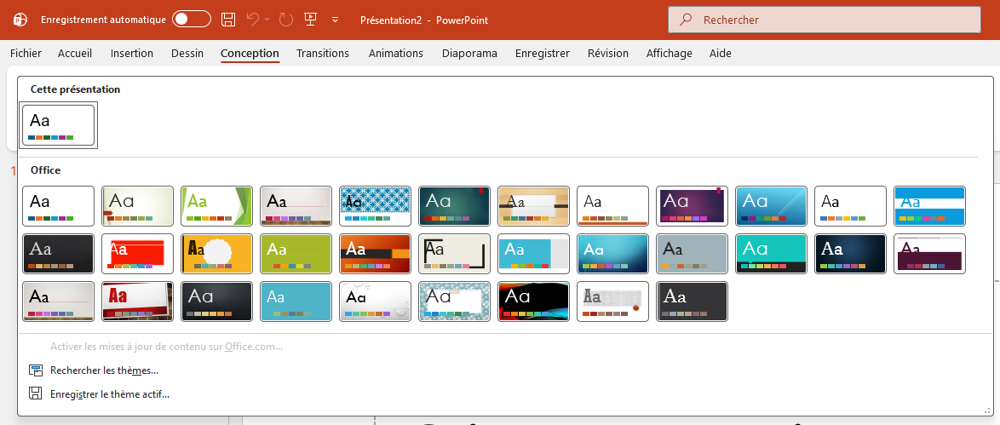 Enregistrement automatique
Présentation2 - PowerPoint
Rechercher
Fichier Accueil Insertion Dessin Conception Transitions Animations Diaporama Enregistrer Révision Affichage Aide
Cette présentation
Aa
Office
Aa Aa Aa Aa Aa Aa Aa Aa Aa Aa Aa Aa
Aa Aa Aa Aa Aa Aa Aa Aa Aa Aa Aa Aa
Aa Aa Aa Aa Aa Aa Aa Aa Aa
Activer les mises à jour de contenu sur Office.com...
Rechercher les thèmes...
Enregistrer le thème actif...